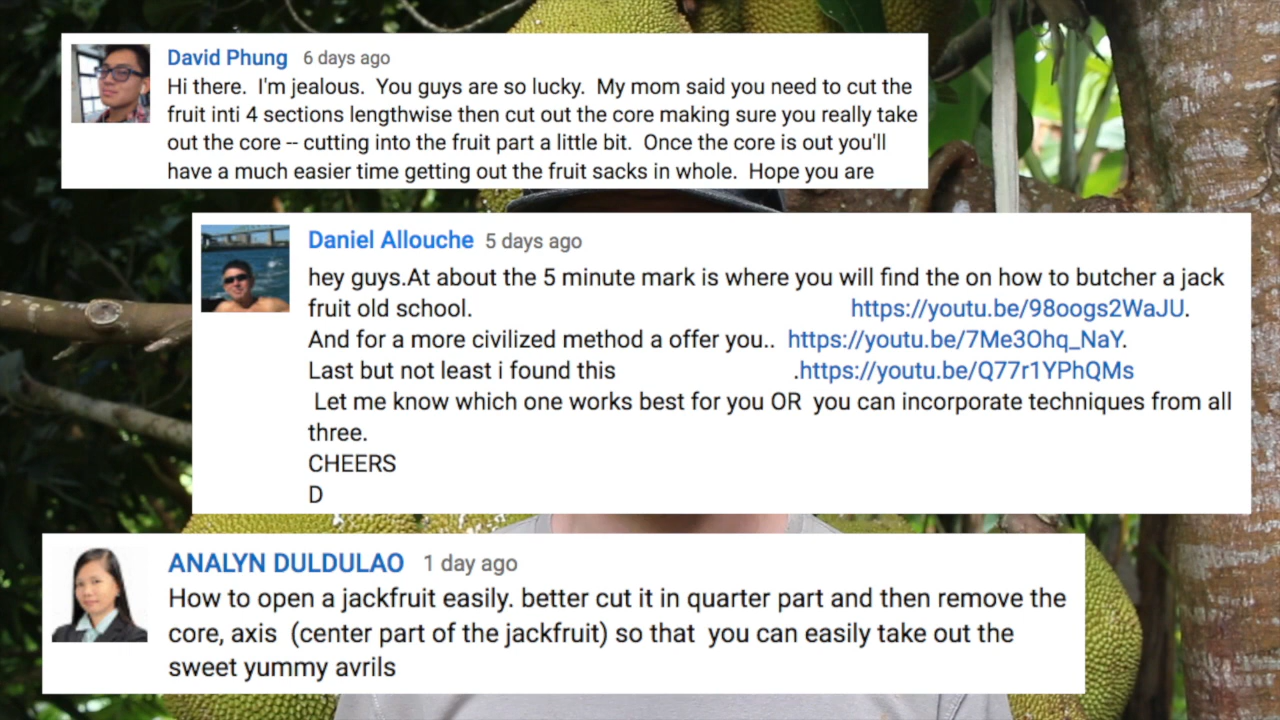 David Phung 6 days ago
Hi there. I'm jealous. You guys are so lucky. My mom said you need to cut the
fruit inti 4 sections lengthwise then cut out the core making sure you really take
out the core -- cutting into the fruit part a little bit. Once the core is out you'll
have a much easier time getting out the fruit sacks in whole. Hope you are
Daniel Allouche 5 days ago
hey guys.At about the 5 minute mark is where you will find the on how to butcher a jack
fruit old school. https://youtu.be/98oogs2WaJU.
And for a more civilized method a offer you.. https://youtu.be/7Me3Ohq_NaY.
Last but not least i found this .https://youtu.be/Q77r1YPhQMs
Let me know which one works best for you OR you can incorporate techniques from all
three.
CHEERS
D
ANALYN DULDULAO 1 day ago
How to open a jackfruit easily. better cut it in quarter part and then remove the
core, axis (center part of the jackfruit) so that you can easily take out the
sweet yummy avrils